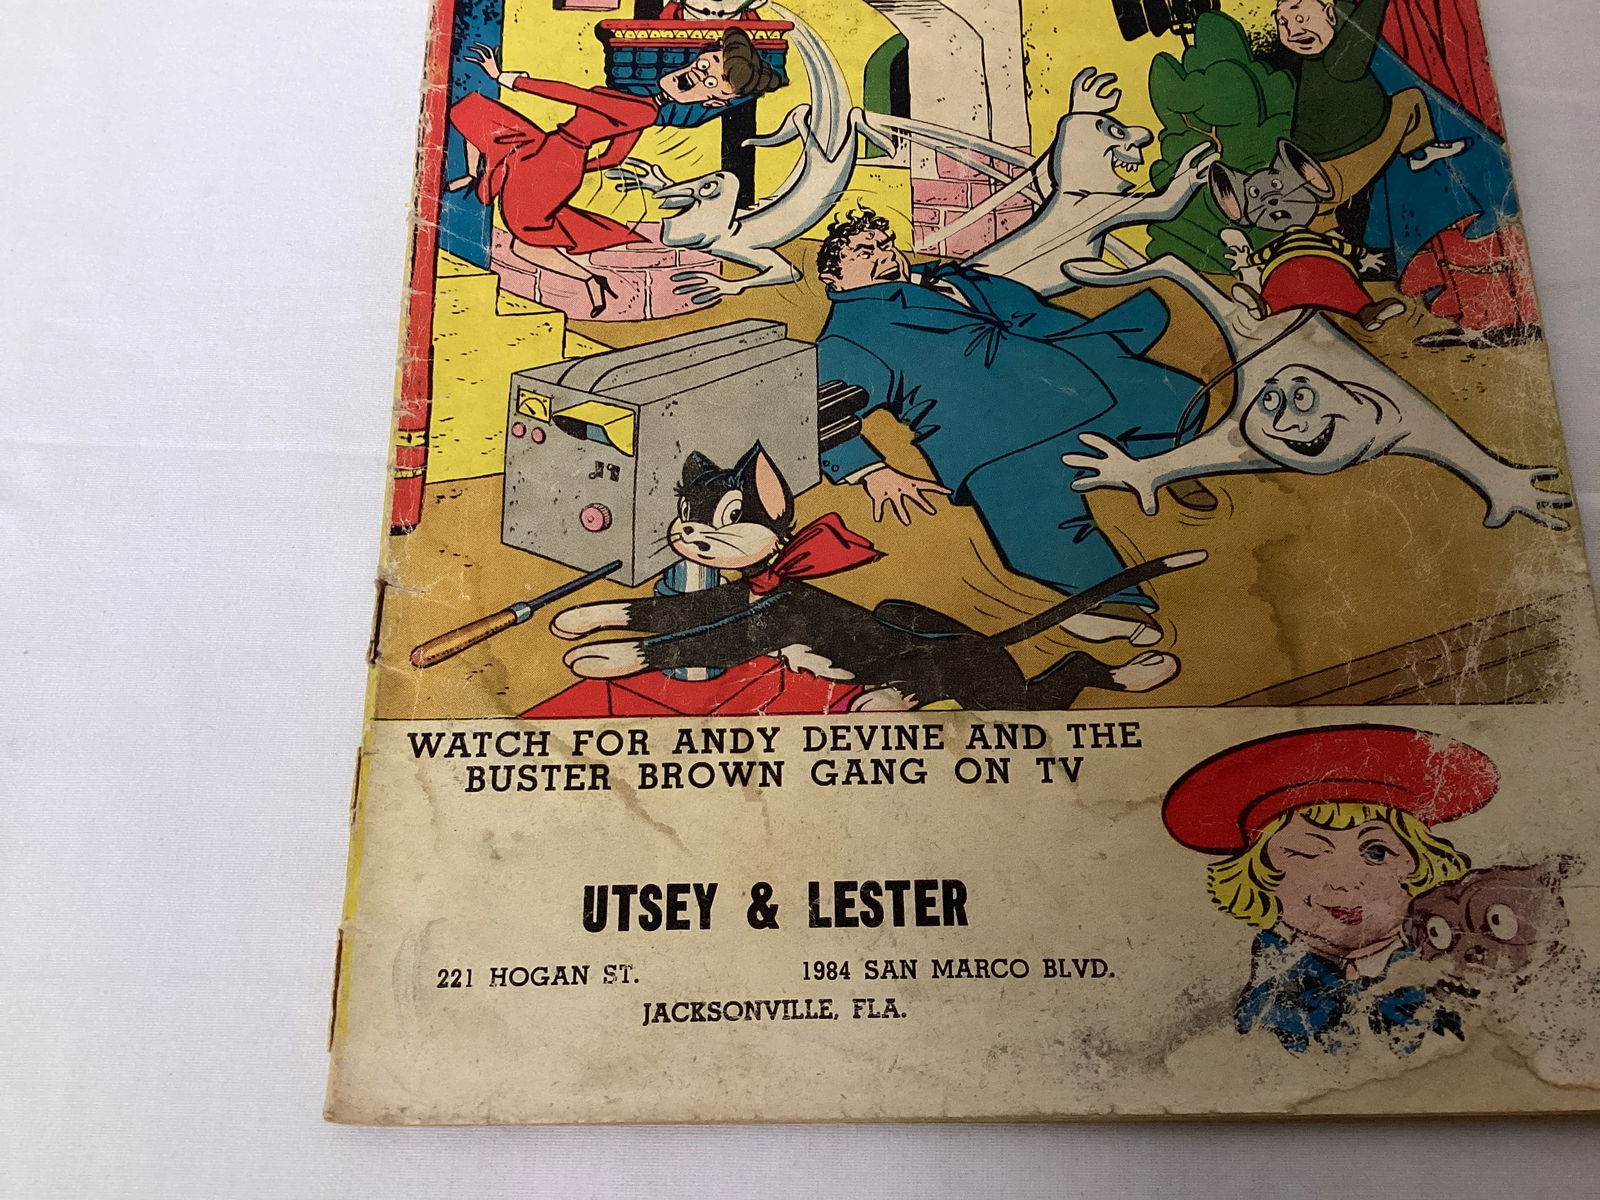 WATCH FOR ANDY DEVINE AND THE
BUSTER BROWN GANG ON TV
UTSEY & LESTER
221 HOGAN ST. 1984 SAN MARCO BLVD.
JACKSONVILLE, FLA.